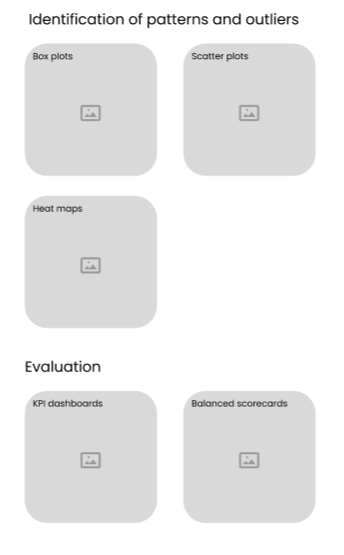 Identification of patterns and outliers
Box plots
Scatter plots
Heat maps
Evaluation
KPI dashboards
Balanced scorecards